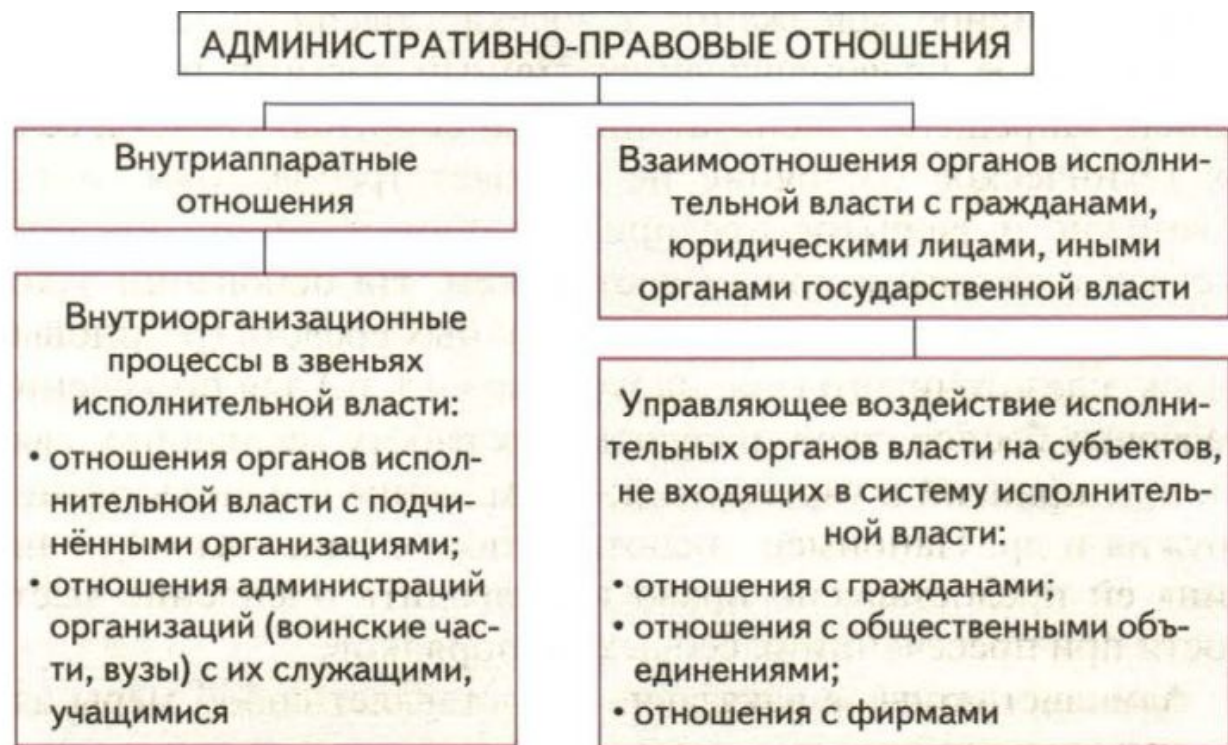 АДМИНИСТРАТИВНО-ПРАВОВЫЕ ОТНОШЕНИЯ
Внутриаппаратные
отношения
Внутриорганизационные
процессы в звеньях
исполнительной власти:
• отношения органов испол-
нительной власти с подчи-
нёнными организациями;
• отношения администраций
организаций (воинские час-
ти, вузы) с их служащими,
учащимися
Взаимоотношения органов исполни-
тельной власти с гражданами,
юридическими лицами, иными
органами государственной власти
Управляющее воздействие исполни-
тельных органов власти на субъектов,
не входящих в систему исполнитель-
ной власти:
• отношения с гражданами;
• отношения с общественными объ-
единениями;
• отношения с фирмами